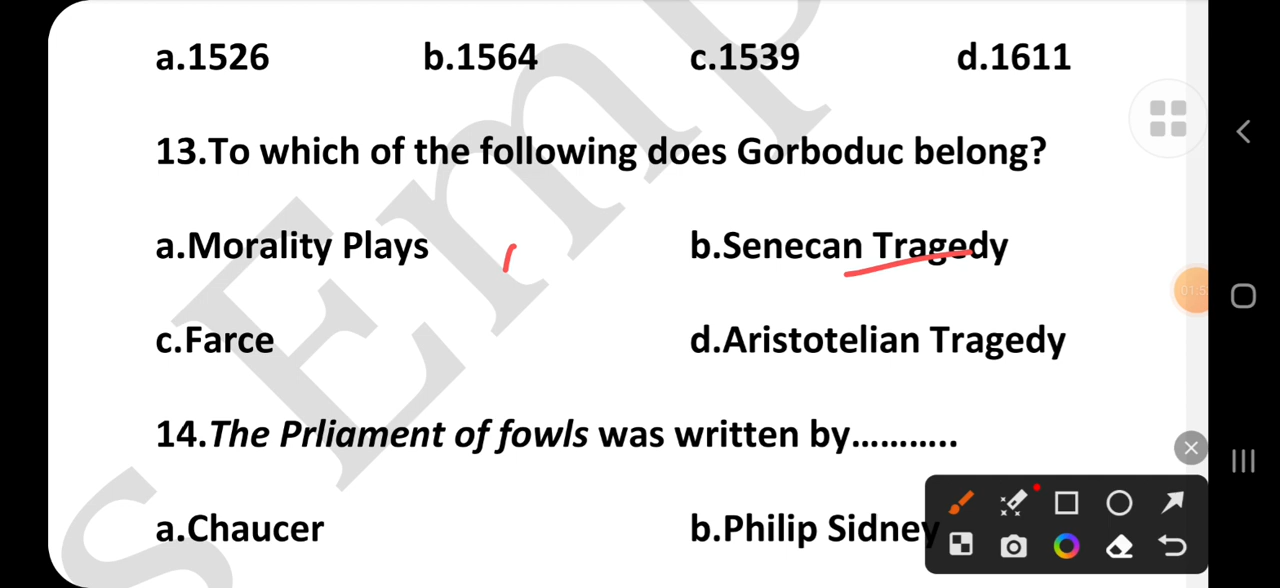 a.1526 b.1564 c.1539 d.1611
13.To which of the following does Gorboduc belong?
a.Morality Plays b.Senecan Tragedy
c.Farce d.Aristotelian Tragedy
14.The Prliament of fowls was written by...........
a.Chaucer b.Philip Sidney
s Emp